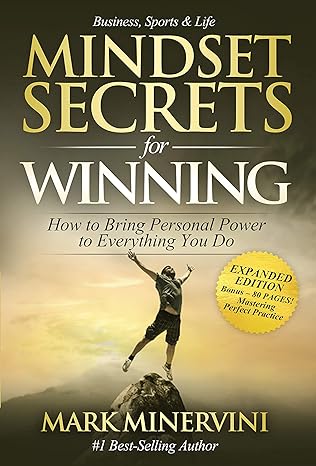 Business, Sports & Life
MINDSET
SECRETS
for
WINNING
How to Bring Personal Power
to Everything You Do
EXPANDED
EDITION
Bonus – 80 PAGES!
Mastering
Perfect Practice
MARK MINERVINI
#1 Best-Selling Author